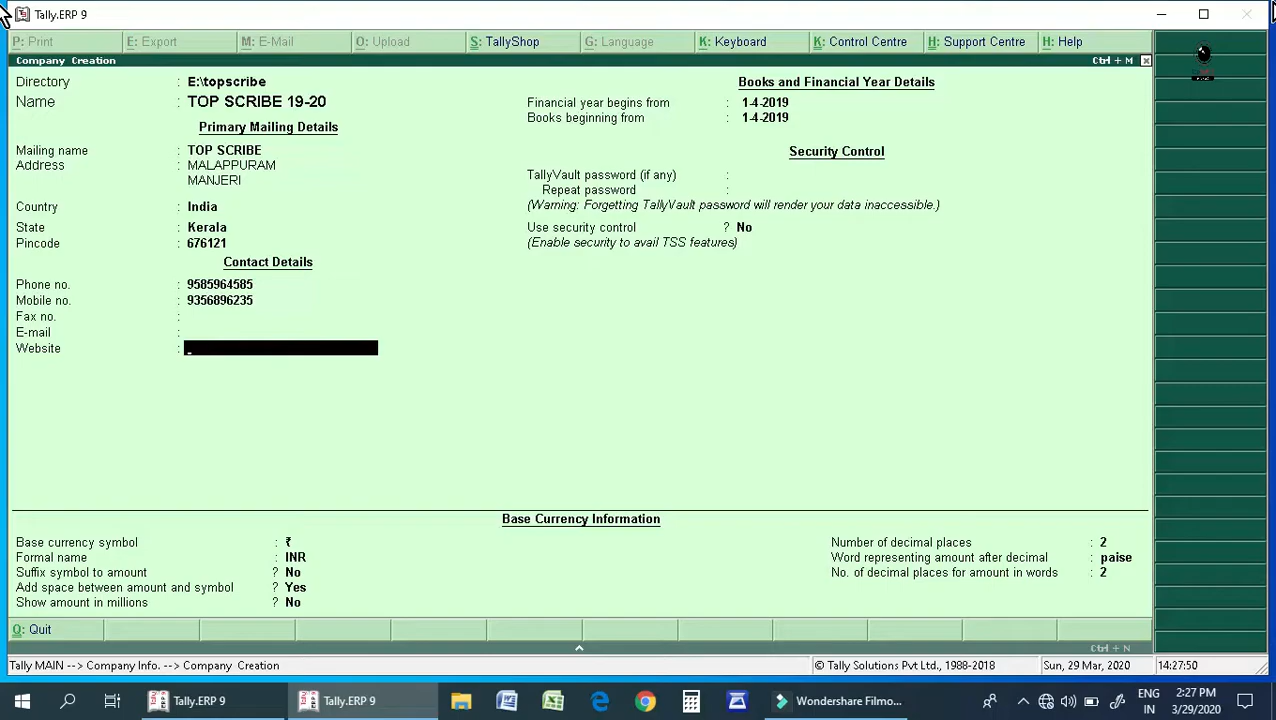 Tally.ERP 9
P: Print E: Export M: E-Mail O: Upload S: TallyShop G: Language K: Keyboard K: Control Centre H: Support Centre H: Help
Company Creation Ctrl + M
Directory : E:\topscribe
Name : TOP SCRIBE 19-20
Primary Mailing Details
Mailing name : TOP SCRIBE
Address : MALAPPURAM
MANJERI
Country : India
State : Kerala
Pincode : 676121
Contact Details
Phone no. : 9585964585
Mobile no. : 9356896235
Fax no. :
E-mail :
Website :
Books and Financial Year Details
Financial year begins from : 1-4-2019
Books beginning from : 1-4-2019
Security Control
TallyVault password (if any) :
Repeat password :
(Warning: Forgetting TallyVault password will render your data inaccessible.)
Use security control ? No
(Enable security to avail TSS features)
Base Currency Information
Base currency symbol : ₹
Formal name : INR
Suffix symbol to amount ? No
Add space between amount and symbol ? Yes
Show amount in millions ? No
Number of decimal places : 2
Word representing amount after decimal : paise
No. of decimal places for amount in words : 2
Q: Quit
Ctrl + N
Tally MAIN --> Company Info. --> Company Creation © Tally Solutions Pvt Ltd., 1988-2018 Sun, 29 Mar, 2020 14:27:50
Tally.ERP 9 Tally.ERP 9 Wondershare Filmo... ENG 2:27 PM
IN 3/29/2020